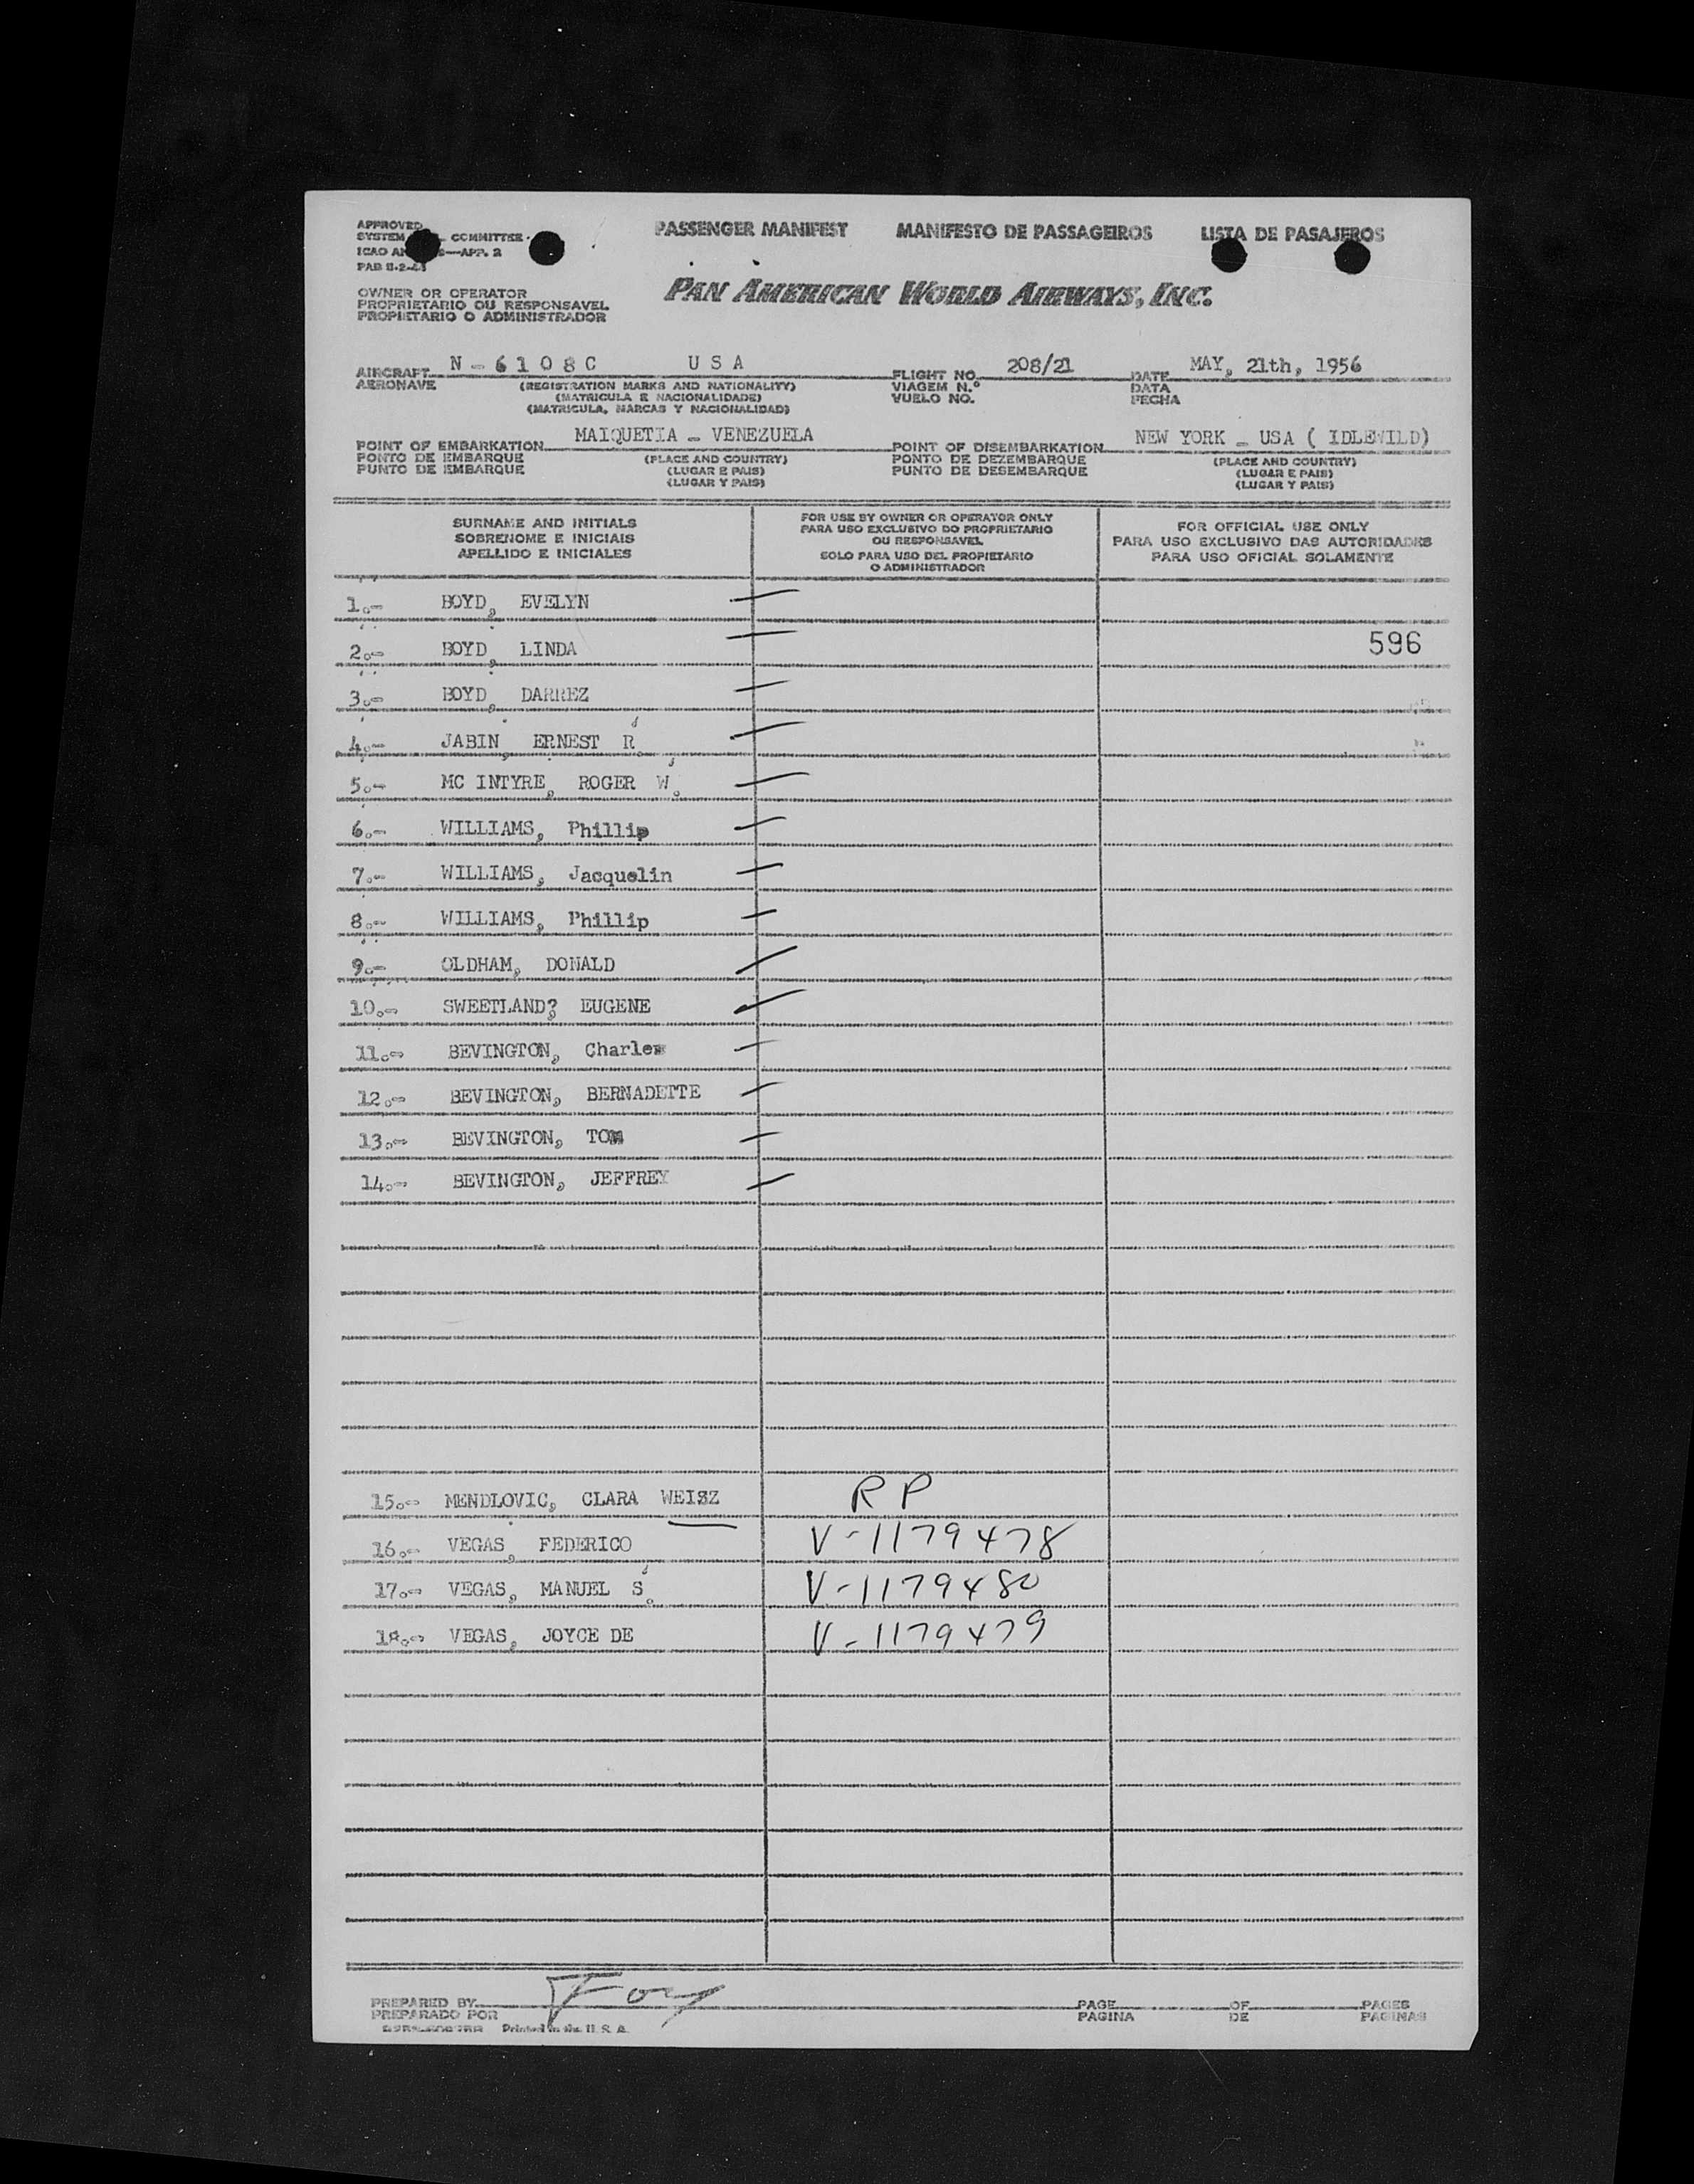 APPROVED PASSENGER MANIFEST MANIFESTO DE PASSAGEIROS LISTA DE PASAJEROS
SYSTEM COMMITTEE
ICAO —APP. 2
OWNER OR OPERATOR
PROPRIETARIO OU RESPONSAVEL
PROPIETARIO O ADMINISTRADOR
PAN AMERICAN WORLD AIRWAYS, INC.
AIRCRAFT N - 6 1 0 8 C U S A FLIGHT NO. 208/21 DATE MAY, 21th, 1956
AERONAVE (REGISTRATION MARKS AND NATIONALITY) VIAGEM N.º DATA
(MATRICULA E NACIONALIDADE) VUELO NO. FECHA
(MATRICULA, MARCAS Y NACIONALIDAD)
POINT OF EMBARKATION MAIQUETIA - VENEZUELA POINT OF DISEMBARKATION NEW YORK - USA ( IDLEWILD)
PONTO DE EMBARQUE (PLACE AND COUNTRY) PONTO DE DEZEMBARQUE (PLACE AND COUNTRY)
PUNTO DE EMBARQUE (LUGAR E PAIS) PUNTO DE DESEMBARQUE (LUGAR E PAIS)
(LUGAR Y PAIS) (LUGAR Y PAIS)
SURNAME AND INITIALS
SOBRENOME E INICIAIS
APELLIDO E INICIALES
FOR USE BY OWNER OR OPERATOR ONLY
PARA USO EXCLUSIVO DO PROPRIETARIO
OU RESPONSAVEL
SOLO PARA USO DEL PROPIETARIO
O ADMINISTRADOR
FOR OFFICIAL USE ONLY
PARA USO EXCLUSIVO DAS AUTORIDADES
PARA USO OFICIAL SOLAMENTE
1.- BOYD, EVELYN
2.- BOYD, LINDA 596
3.- BOYD, DARREZ
4.- JABIN, ERNEST R.
5.- MC INTYRE, ROGER W.
6.- WILLIAMS, Phillip
7.- WILLIAMS, Jacquelin
8.- WILLIAMS, Phillip
9.- OLDHAM, DONALD
10.- SWEETLAND? EUGENE
11.- BEVINGTON, Charles
12.- BEVINGTON, BERNADETTE
13.- BEVINGTON, TOM
14.- BEVINGTON, JEFFREY
15.- MENDLOVIC, CLARA WEISZ RP
16.- VEGAS, FEDERICO V-1179478
17.- VEGAS, MANUEL S. V-1179480
18.- VEGAS, JOYCE DE V-1179479
PREPARED BY PAGE OF PAGES
PREPARADO POR PAGINA DE PAGINAS
Printed in the U. S. A.